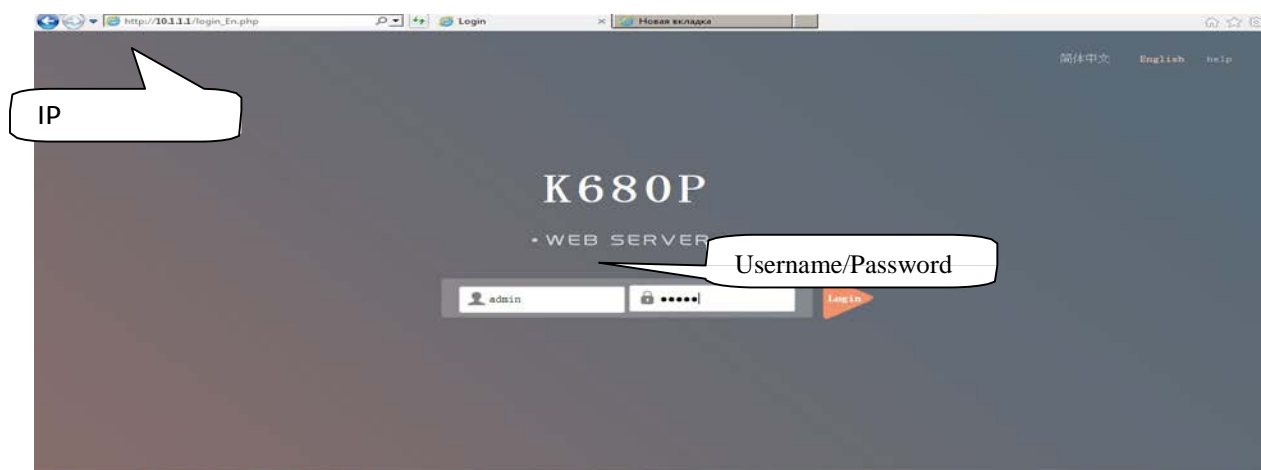 http://10.1.1.1/login_En.php
Login
Новая вкладка
简体中文 English help
IP
K680P
• WEB SERVER
Username/Password
admin
•••••
Login